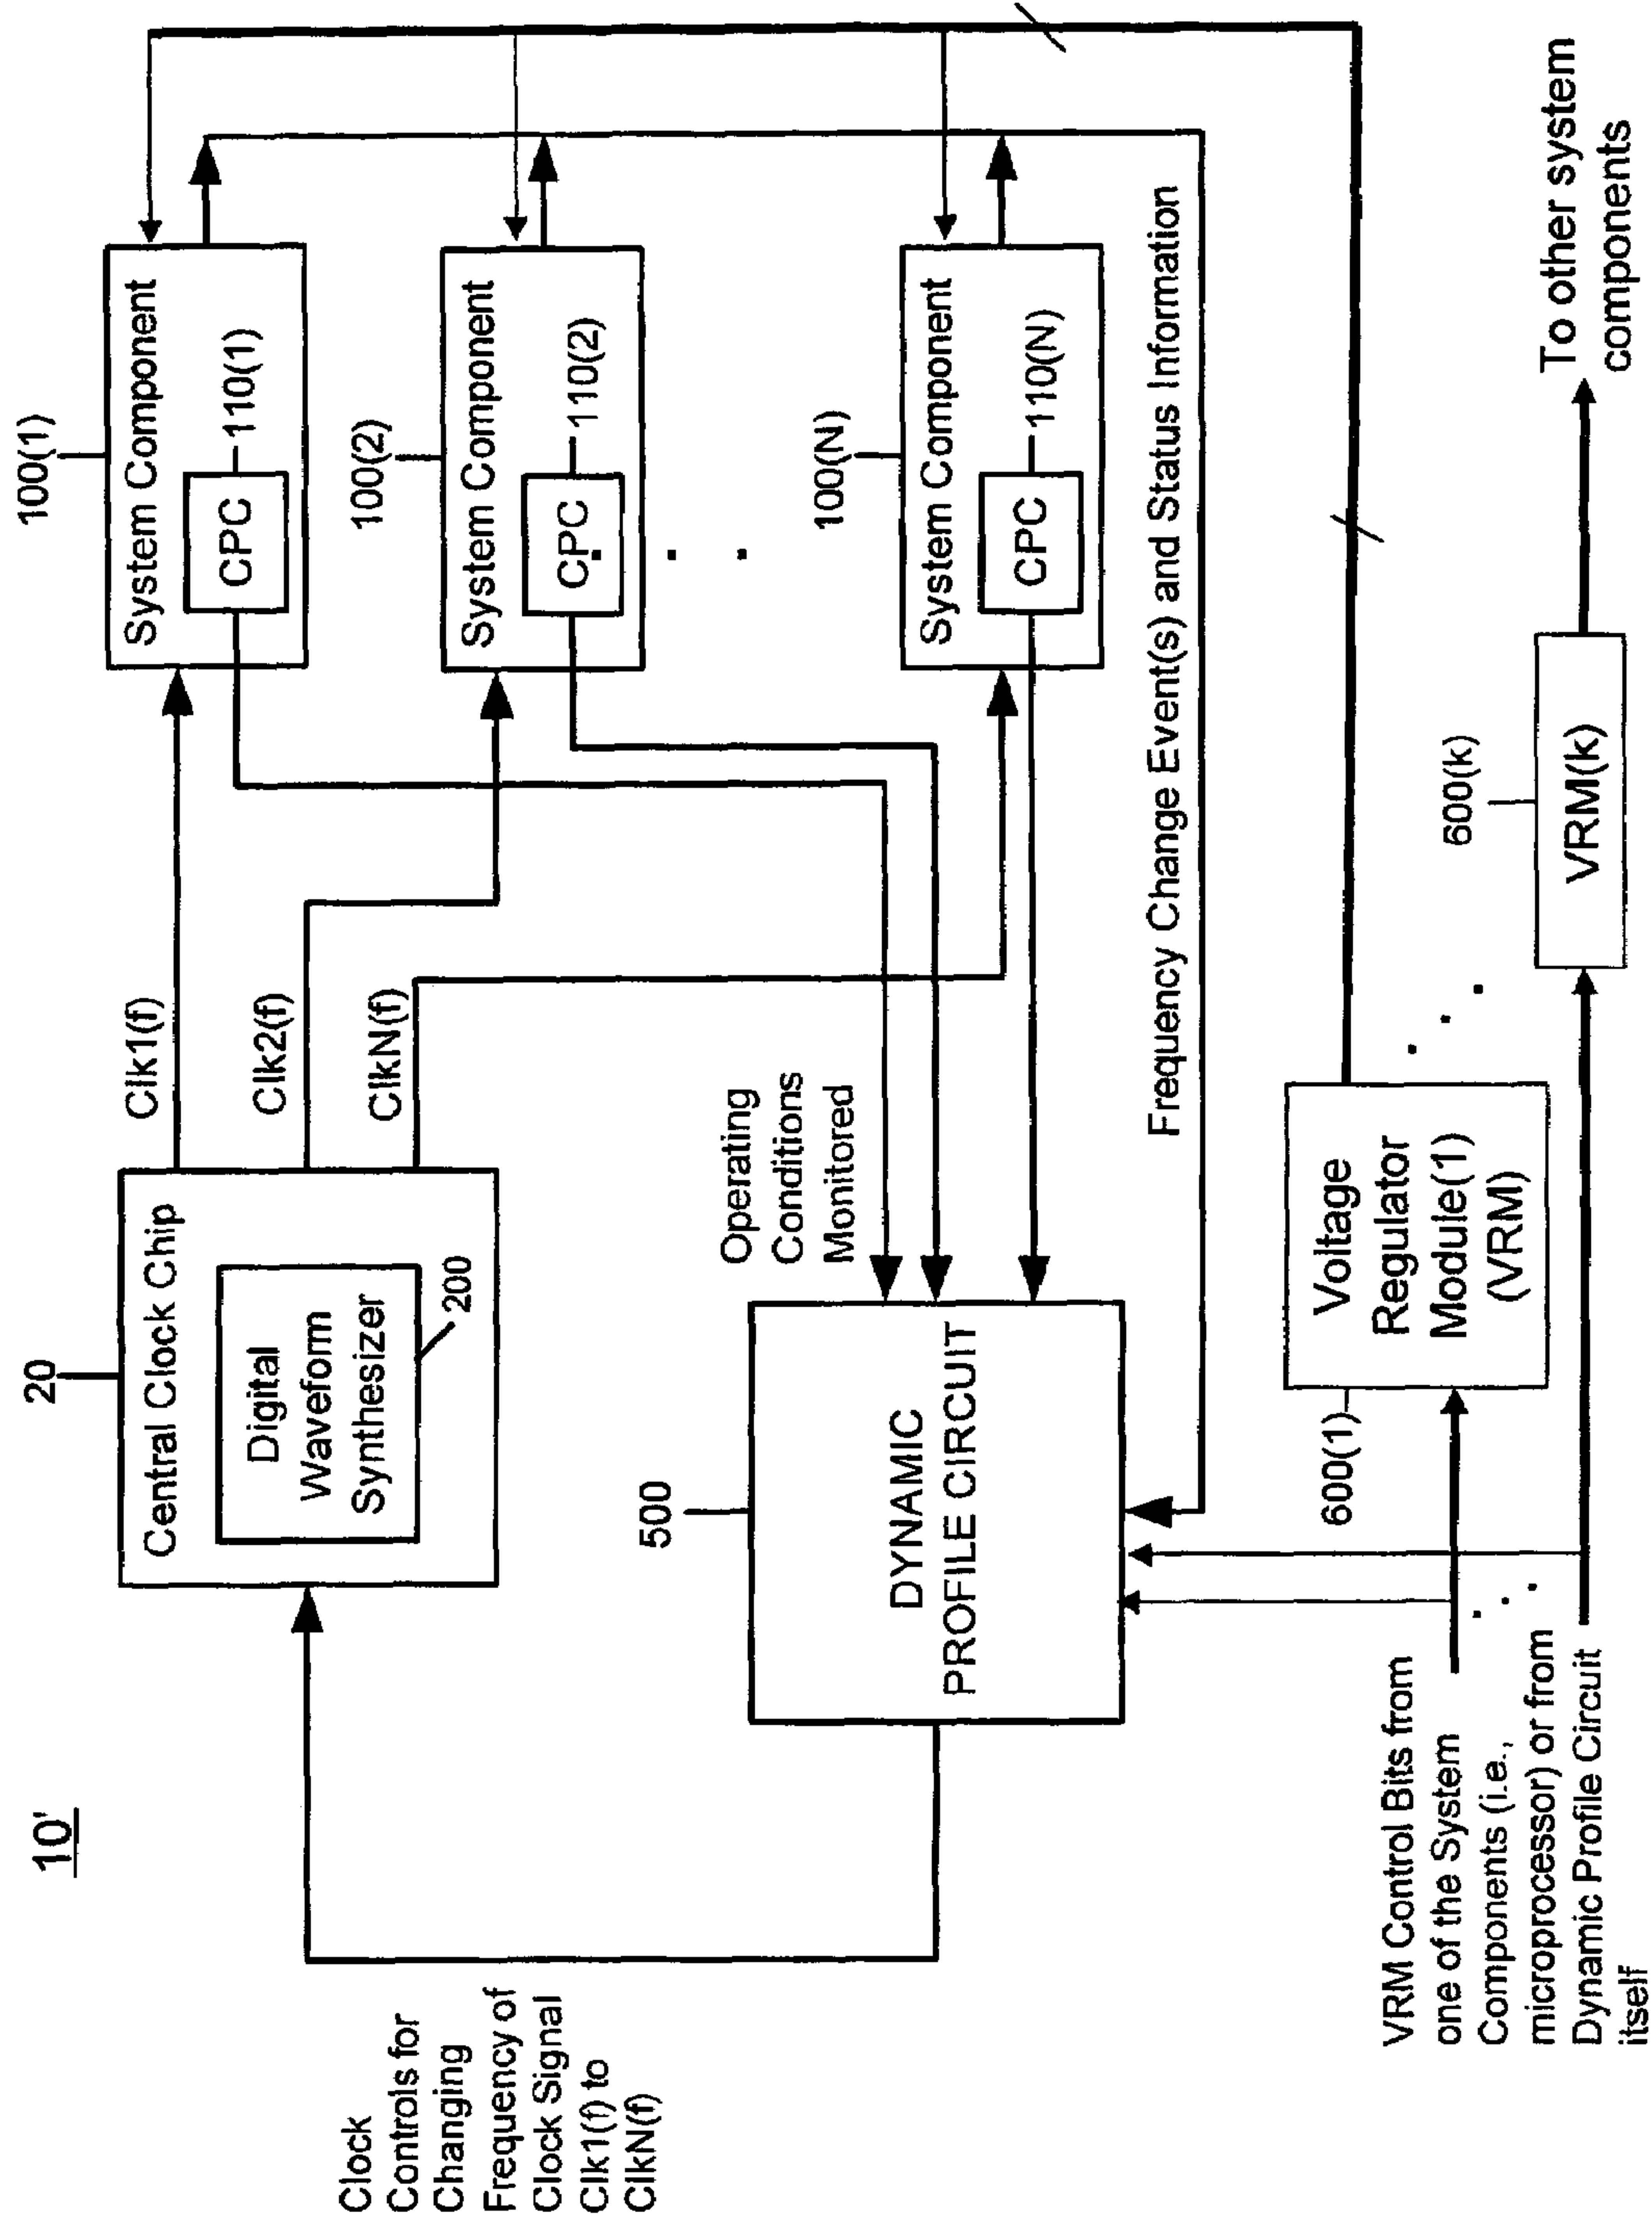 10'
20
Central Clock Chip
Digital
Waveform
Synthesizer
200
Clk1(f)
Clk2(f)
ClkN(f)
100(1)
System Component
CPC
110(1)
100(2)
System Component
CPC
110(2)
100(N)
System Component
CPC
110(N)
Clock
Controls for
Changing
Frequency of
Clock Signal
Clk1(f) to
ClkN(f)
500
DYNAMIC
PROFILE CIRCUIT
Operating
Conditions
Monitored
Frequency Change Event(s) and Status Information
VRM Control Bits from
one of the System
Components (i.e.,
microprocessor) or from
Dynamic Profile Circuit
itself
600(1)
Voltage
Regulator
Module(1)
(VRM)
600(k)
VRM(k)
To other system
components